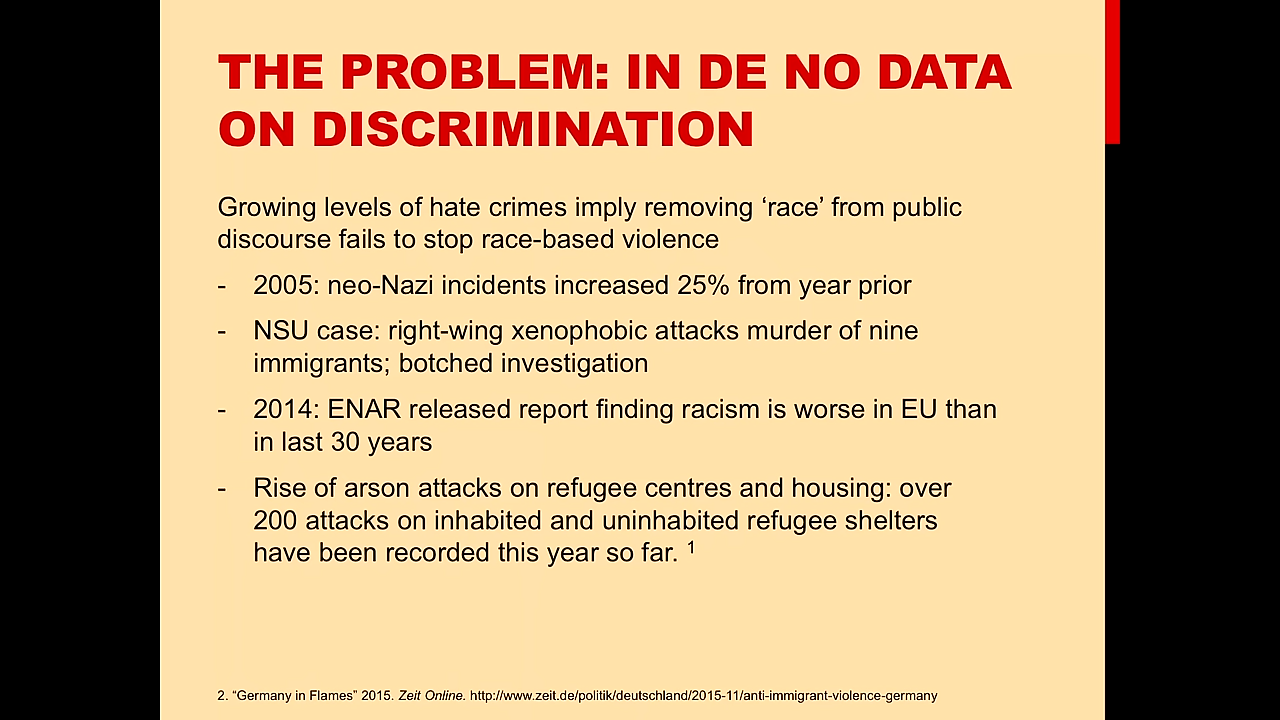 THE PROBLEM: IN DE NO DATA
ON DISCRIMINATION
Growing levels of hate crimes imply removing ‘race’ from public
discourse fails to stop race-based violence
- 2005: neo-Nazi incidents increased 25% from year prior
- NSU case: right-wing xenophobic attacks murder of nine
immigrants; botched investigation
- 2014: ENAR released report finding racism is worse in EU than
in last 30 years
- Rise of arson attacks on refugee centres and housing: over
200 attacks on inhabited and uninhabited refugee shelters
have been recorded this year so far. 1
2. “Germany in Flames” 2015. Zeit Online. http://www.zeit.de/politik/deutschland/2015-11/anti-immigrant-violence-germany